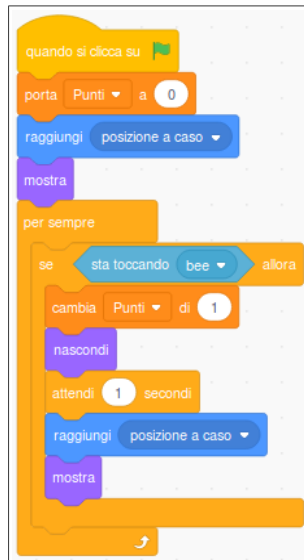 quando si clicca su
porta Punti a 0
raggiungi posizione a caso
mostra
per sempre
se sta toccando bee allora
cambia Punti di 1
nascondi
attendi 1 secondi
raggiungi posizione a caso
mostra